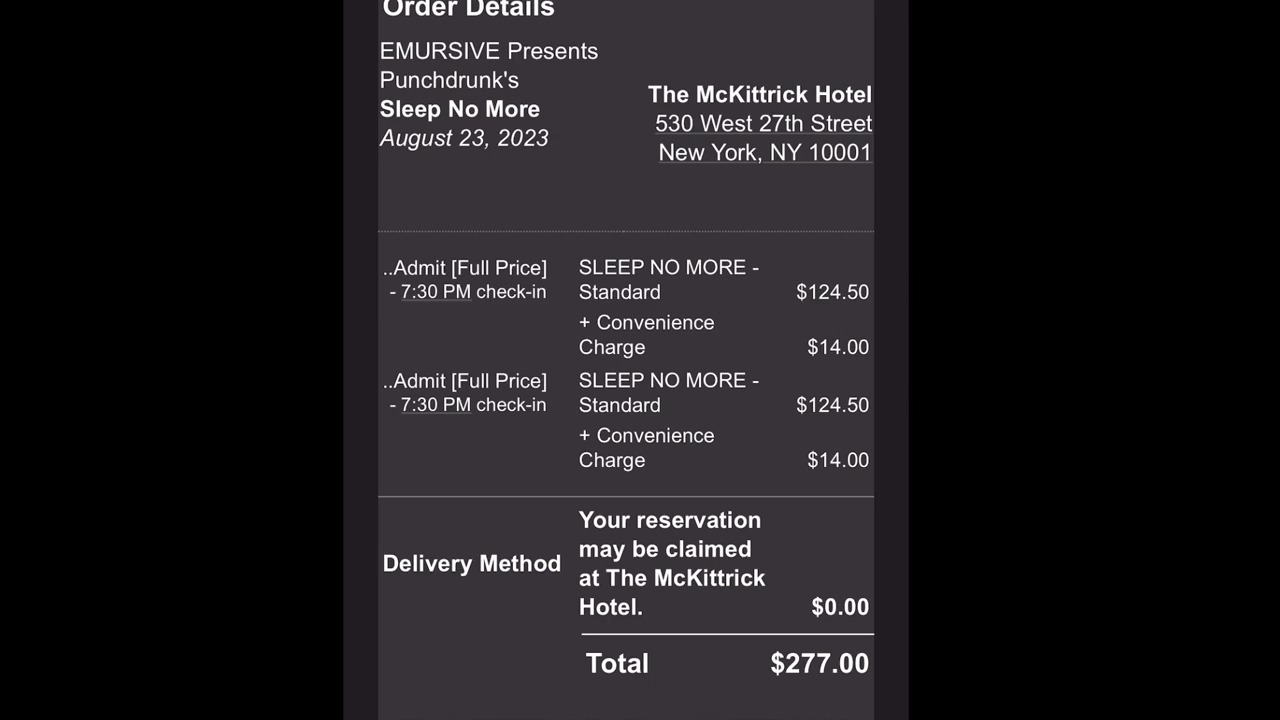 Order Details
EMURSIVE Presents
Punchdrunk's
Sleep No More
August 23, 2023
The McKittrick Hotel
530 West 27th Street
New York, NY 10001
..Admit [Full Price]
- 7:30 PM check-in
SLEEP NO MORE -
Standard
$124.50
+ Convenience
Charge
$14.00
..Admit [Full Price]
- 7:30 PM check-in
SLEEP NO MORE -
Standard
$124.50
+ Convenience
Charge
$14.00
Delivery Method
Your reservation
may be claimed
at The McKittrick
Hotel.
$0.00
Total
$277.00